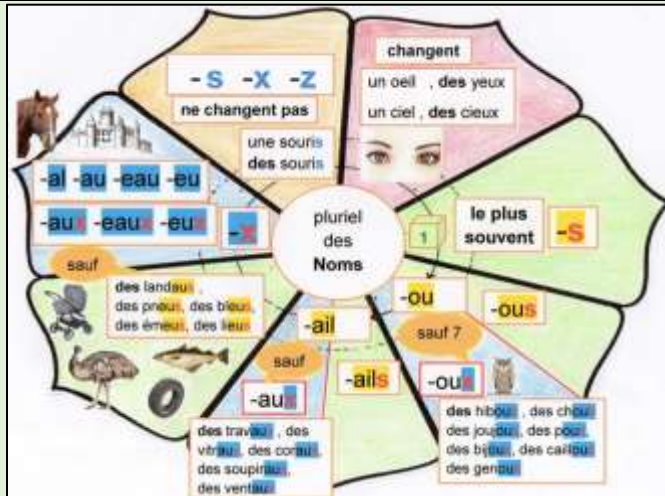 -s -x -z
ne changent pas
une souris
des souris
changent
un oeil , des yeux
un ciel , des cieux
-al -au -eau -eu
-aux -eaux -eux
-x
sauf
des landaus ,
des pneus, des bleus,
des émeus, des lieus
pluriel
des
Noms
1
le plus
souvent
-s
-ou
-ous
sauf 7
-oux
des hiboux , des choux
des joujoux , des poux,
des bijoux, des cailloux
des genoux
-ail
-ails
sauf
-aux
des travaux , des
vitraux, des coraux,
des soupiraux,
des ventaux